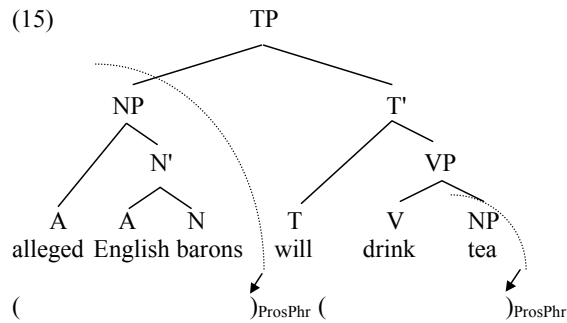 (15) TP
NP T'
N' VP
A A N T V NP
alleged English barons will drink tea
( )ProsPhr ( )ProsPhr